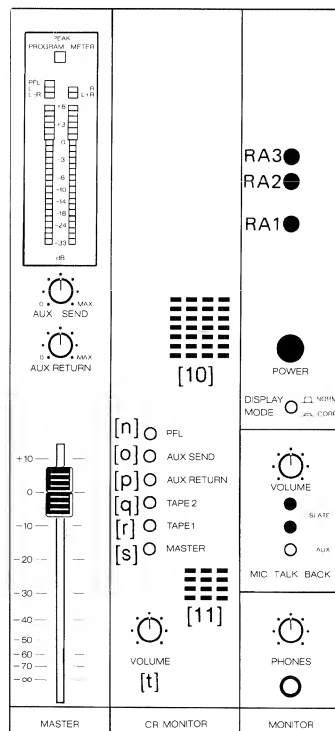 PEAK
PROGRAM METER
PFL
L R
L+R L+R
+6
+3
0
-3
-6
-10
-14
-18
-24
-33
dB
0 MAX
AUX SEND
0 MAX
AUX RETURN
+10
0
-10
-20
-30
-40
-50
-60
-70
-∞
MASTER
[10]
[n] PFL
[o] AUX SEND
[p] AUX RETURN
[q] TAPE 2
[r] TAPE 1
[s] MASTER
[11]
VOLUME
[t]
CR MONITOR
RA3
RA2
RA1
POWER
DISPLAY NORM
MODE CORR
VOLUME
SLATE
AUX
MIC TALK BACK
PHONES
MONITOR